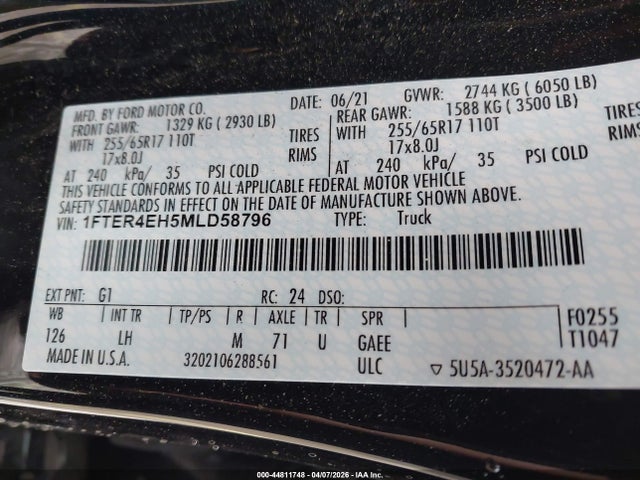 MFD. BY FORD MOTOR CO. DATE: 06/21 GVWR: 2744 KG ( 6050 LB)
FRONT GAWR: 1329 KG ( 2930 LB) REAR GAWR: 1588 KG ( 3500 LB)
WITH 255/65R17 110T TIRES WITH 255/65R17 110T TIRES
17x8.0J RIMS 17x8.0J RIMS
AT 240 kPa/ 35 PSI COLD AT 240 kPa/ 35 PSI COLD
THIS VEHICLE CONFORMS TO ALL APPLICABLE FEDERAL MOTOR VEHICLE
SAFETY STANDARDS IN EFFECT ON THE DATE OF MANUFACTURE SHOWN ABOVE.
VIN: 1FTER4EH5MLD58796 TYPE: Truck
EXT PNT: G1 RC: 24 DSO:
WB INT TR TP/PS R AXLE TR SPR F0255
126 LH M 71 U GAEE T1047
MADE IN U.S.A. 3202106288561 ULC ▽ 5U5A-3520472-AA
000-44811748 - 04/07/2026 - IAA Inc.